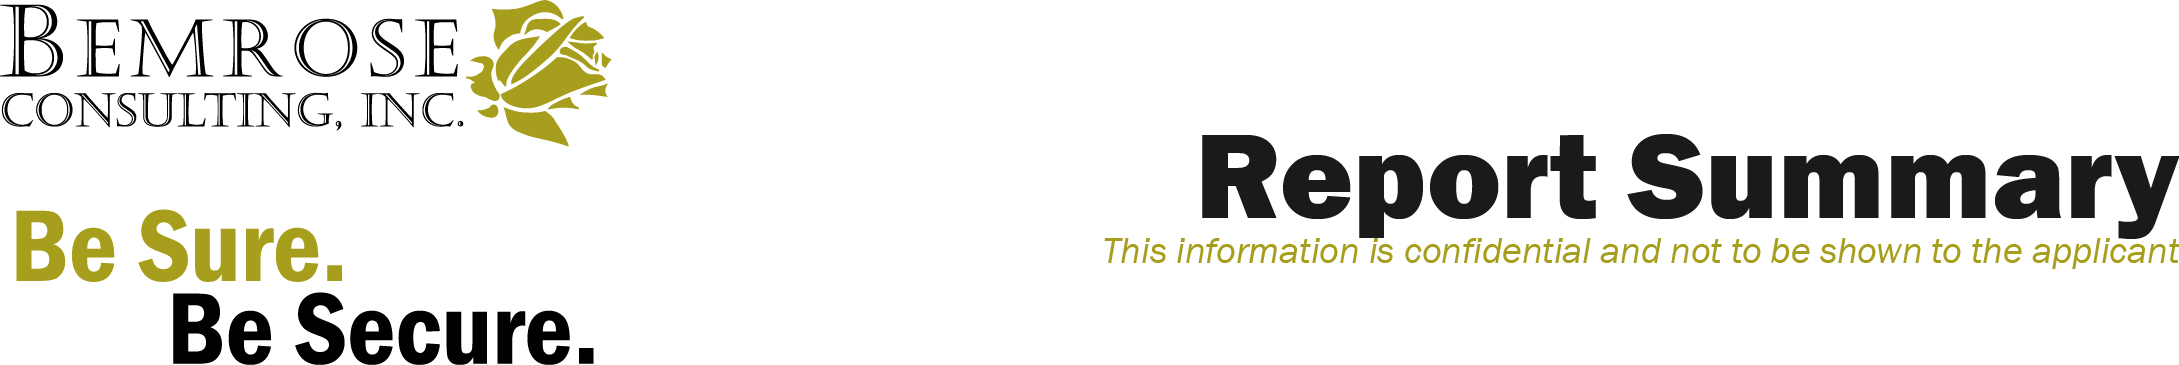 BEMROSE
CONSULTING, INC.
Report Summary
This information is confidential and not to be shown to the applicant
Be Sure.
Be Secure.